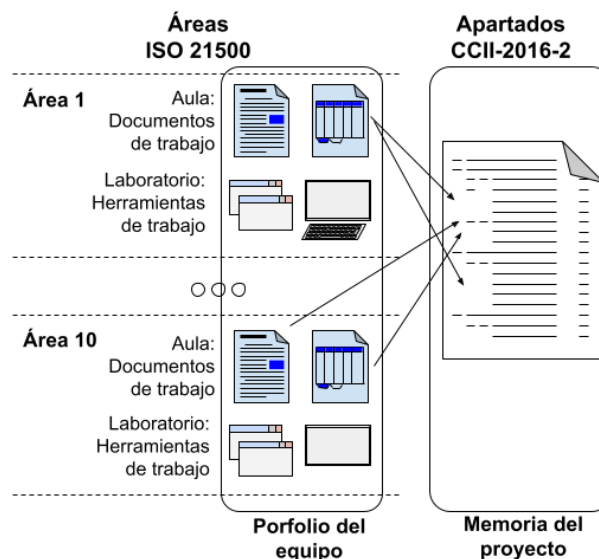 Áreas
ISO 21500
Apartados
CCII-2016-2
Área 1
Aula:
Documentos
de trabajo
Laboratorio:
Herramientas
de trabajo
Área 10
Aula:
Documentos
de trabajo
Laboratorio:
Herramientas
de trabajo
Porfolio del
equipo
Memoria del
proyecto